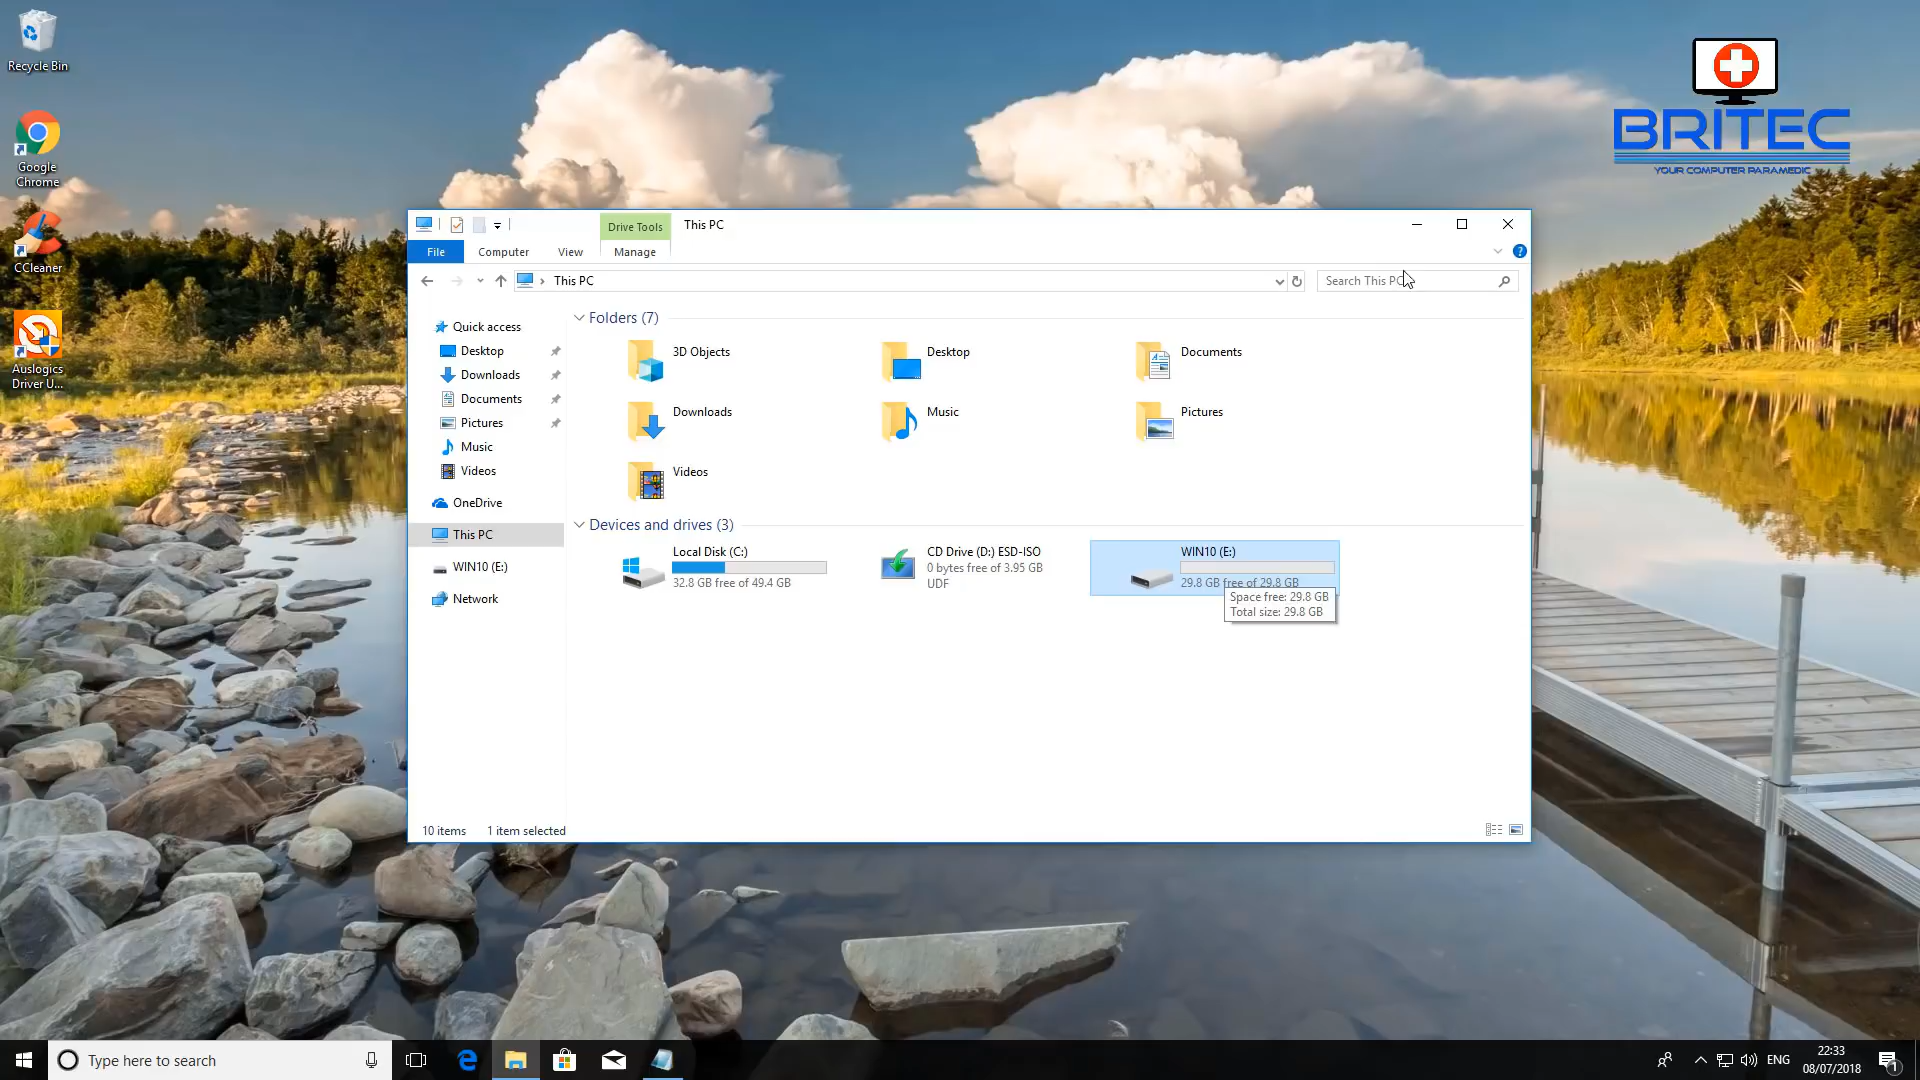 Recycle Bin
Google
Chrome
CCleaner
Auslogics
Driver U...
BRITEC
YOUR COMPUTER PARAMEDIC
Drive Tools
This PC
File
Computer
View
Manage
This PC
Search This PC
Quick access
Desktop
Downloads
Documents
Pictures
Music
Videos
OneDrive
This PC
WIN10 (E:)
Network
Folders (7)
3D Objects
Desktop
Documents
Downloads
Music
Pictures
Videos
Devices and drives (3)
Local Disk (C:)
32.8 GB free of 49.4 GB
CD Drive (D:) ESD-ISO
0 bytes free of 3.95 GB
UDF
WIN10 (E:)
29.8 GB free of 29.8 GB
Space free: 29.8 GB
Total size: 29.8 GB
10 items
1 item selected
Type here to search
ENG
22:33
08/07/2018
1